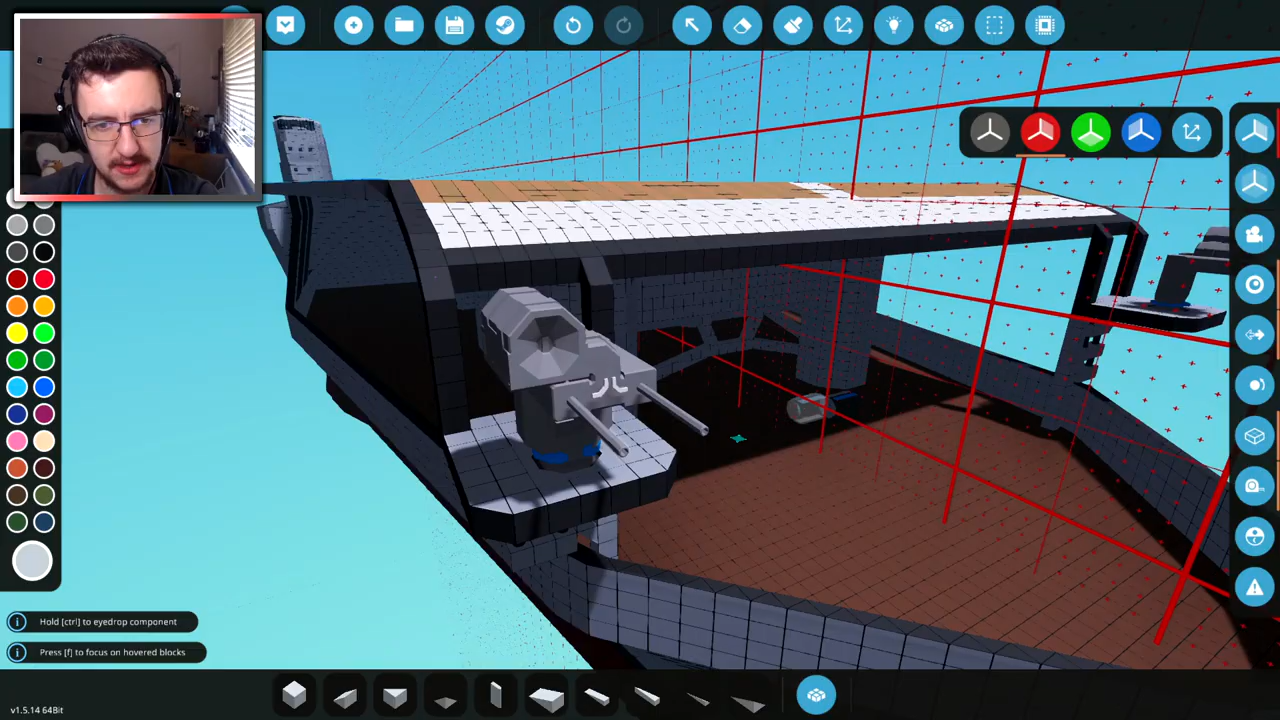 Hold [ctrl] to eyedrop component
Press [f] to focus on hovered blocks
v1.5.14 64Bit